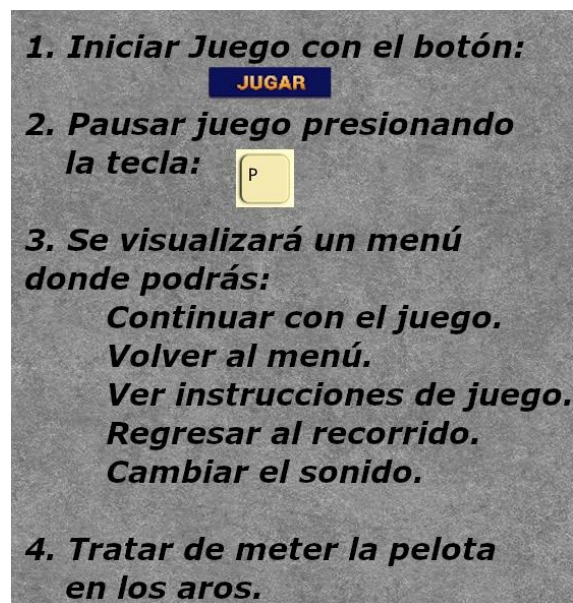 1. Iniciar Juego con el botón:
JUGAR
2. Pausar juego presionando
la tecla:
P
3. Se visualizará un menú
donde podrás:
Continuar con el juego.
Volver al menú.
Ver instrucciones de juego.
Regresar al recorrido.
Cambiar el sonido.
4. Tratar de meter la pelota
en los aros.